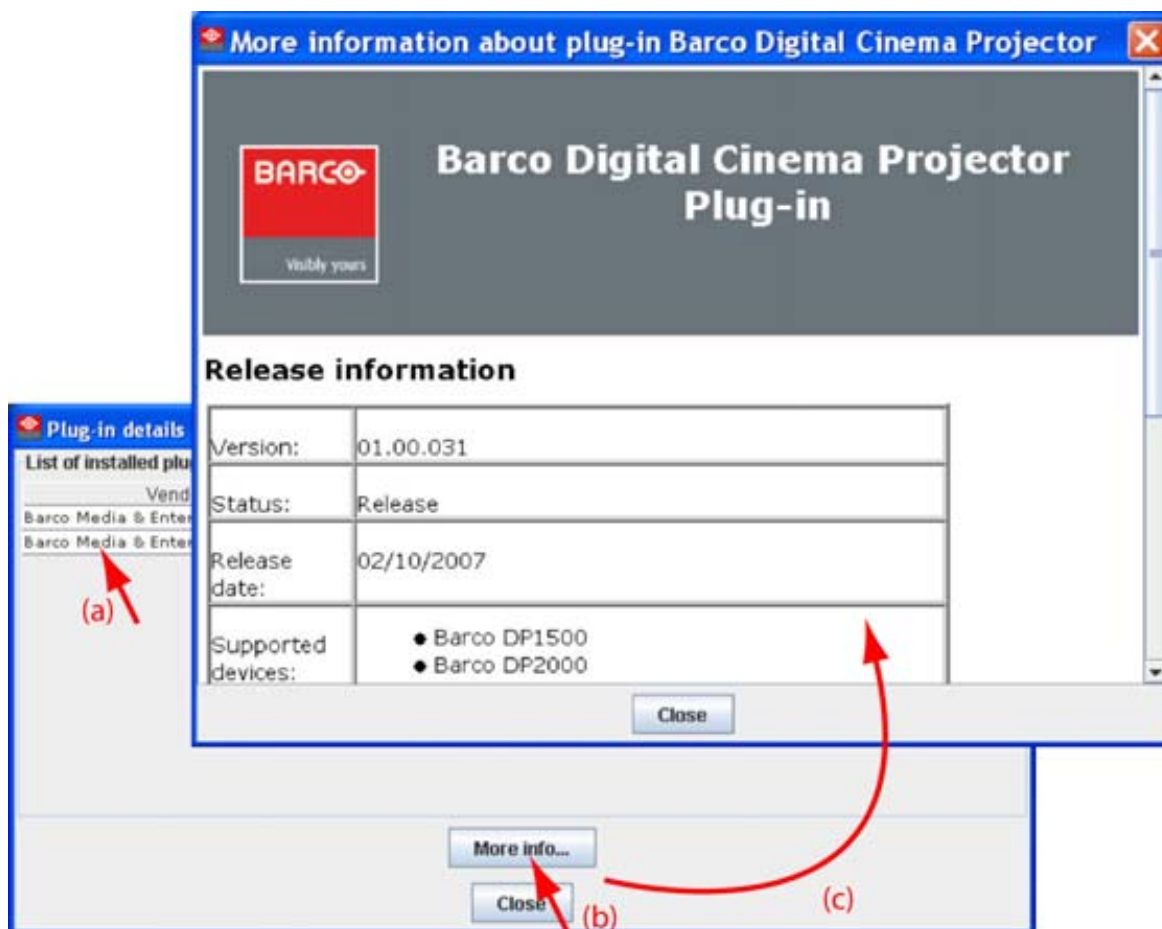 More information about plug-in Barco Digital Cinema Projector
BARCO
Visibly yours
Barco Digital Cinema Projector
Plug-in
Release information
Version: 01.00.031
Status: Release
Release date: 02/10/2007
Supported devices:
● Barco DP1500
● Barco DP2000
Close
Plug-in details
List of installed plu
Vend
Barco Media & Enter
Barco Media & Enter
(a)
More info...
Close
(b)
(c)